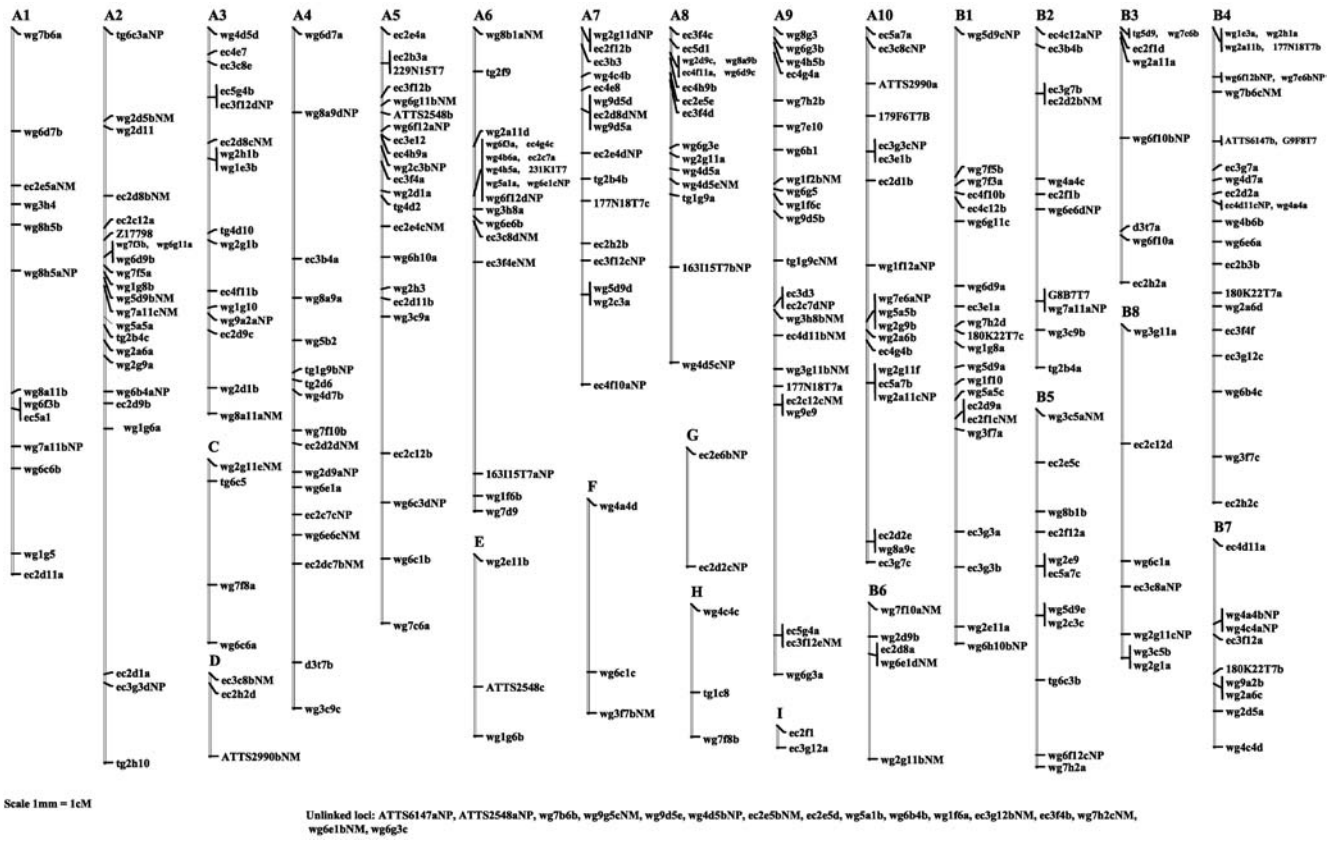 A1
wg7b6a
wg6d7b
ec2e5aNM
wg3h4
wg8h5b
wg8h5aNP
wg8a11b
wg6f3b
ec5a1
wg7a11bNP
wg6c6b
wg1g5
ec2d11a
A2
tg6c3aNP
wg2d5bNM
wg2d11
ec2d8bNM
ec2c12a
Z17798
wg7f3b, wg6g11a
wg6d9b
wg7f5a
wg1g8b
wg5d9bNM
wg7a11cNM
wg5a5a
tg2b4c
wg2a6a
wg2g9a
wg6b4aNP
ec2d9b
wg1g6a
ec2d1a
ec3g3dNP
tg2h10
A3
wg4d5d
ec4e7
ec3c8e
ec5g4b
ec3f12dNP
ec2d8cNM
wg2h1b
wg1e3b
tg4d10
wg2g1b
ec4f11b
wg1g10
wg9a2aNP
ec2d9c
wg2d1b
wg8a11aNM
C
wg2g11eNM
tg6c5
wg7f8a
wg6c6a
D
ec3c8bNM
ec2h2d
ATTS2990bNM
A4
wg6d7a
wg8a9dNP
ec3b4a
wg8a9a
wg5b2
tg1g9bNP
tg2d6
wg4d7b
wg7f10b
ec2d2dNM
wg2d9aNP
wg6e1a
ec2c7cNP
wg6e6cNM
ec2dc7bNM
d3t7b
wg3c9c
A5
ec2e4a
ec2b3a
229N15T7
ec3f12b
wg6g11bNM
ATTS2548b
wg6f12aNP
ec3e12
ec4h9a
wg2c3bNP
ec3f4a
wg2d1a
tg4d2
ec2e4cNM
wg6h10a
wg2h3
ec2d11b
wg3c9a
ec2c12b
wg6c3dNP
wg6c1b
wg7c6a
A6
wg8b1aNM
tg2f9
wg2a11d
wg6f3a, ec4g4c
wg4b6a, ec2c7a
wg4h5a, 231K1T7
wg5a1a, wg6e1cNP
wg6f12dNP
wg3h8a
wg6e6b
ec3c8dNM
ec3f4eNM
163I15T7aNP
wg1f6b
wg7d9
E
wg2e11b
ATTS2548c
wg1g6b
A7
wg2g11dNP
ec2f12b
ec3b3
wg4c4b
ec4e8
wg9d5d
ec2d8dNM
wg9d5a
ec2e4dNP
tg2b4b
177N18T7c
ec2h2b
ec3f12cNP
wg5d9d
wg2c3a
ec4f10aNP
F
wg4a4d
wg6c1c
wg3f7bNM
A8
ec3f4c
ec5d1
wg2d9c, wg8a9b
ec4f11a, wg6d9c
ec4h9b
ec2e5e
ec3f4d
wg6g3e
wg2g11a
wg4d5a
wg4d5eNM
tg1g9a
163I15T7bNP
wg4d5cNP
G
ec2e6bNP
ec2d2cNP
H
wg4c4c
tg1c8
wg7f8b
A9
wg8g3
wg6g3b
wg4h5b
ec4g4a
wg7h2b
wg7e10
wg6h1
wg1f2bNM
wg6g5
wg1f6c
wg9d5b
tg1g9cNM
ec3d3
ec2c7dNP
wg3h8bNM
ec4d11bNM
wg3g11bNM
177N18T7a
ec2c12cNM
wg9e9
ec5g4a
ec3f12eNM
wg6g3a
I
ec2f1
ec3g12a
A10
ec5a7a
ec3c8cNP
ATTS2990a
179F6T7B
ec3g3cNP
ec3e1b
ec2d1b
wg1f12aNP
wg7e6aNP
wg5a5b
wg2g9b
wg2a6b
ec4g4b
wg2g11f
ec5a7b
wg2a11cNP
ec2d2e
wg8a9c
ec3g7c
B6
wg7f10aNM
wg2d9b
ec2d8a
wg6e1dNM
wg2g11bNM
B1
wg5d9cNP
wg7f5b
wg7f3a
ec4f10b
ec4c12b
wg6g11c
wg6d9a
ec3e1a
wg7h2d
180K22T7c
wg1g8a
wg5d9a
wg1f10
wg5a5c
ec2d9a
ec2f1cNM
wg3f7a
ec3g3a
ec3g3b
wg2e11a
wg6h10bNP
B2
ec4c12aNP
ec3b4b
ec3g7b
ec2d2bNM
wg4a4c
ec2f1b
wg6e6dNP
G8B7T7
wg7a11aNP
wg3c9b
tg2b4a
B5
wg3c5aNM
ec2e5c
wg8b1b
ec2f12a
wg2e9
ec5a7c
wg5d9e
wg2c3c
tg6c3b
wg6f12cNP
wg7h2a
B3
tg5d9, wg7c6b
ec2f1d
wg2a11a
wg6f10bNP
d3t7a
wg6f10a
ec2h2a
B8
wg3g11a
ec2c12d
wg6c1a
ec3c8aNP
wg2g11cNP
wg3c5b
wg2g1a
B4
wg1e3a, wg2h1a
wg2a11b, 177N18T7b
wg6f12bNP, wg7e6bNP
wg7b6cNM
ATTS6147b, G9F8T7
ec3g7a
wg4d7a
ec2d2a
ec4d11cNP, wg4a4a
wg4b6b
wg6e6a
ec2b3b
180K22T7a
wg2a6d
ec3f4f
ec3g12c
wg6b4c
wg3f7c
ec2h2c
B7
ec4d11a
wg4a4bNP
wg4c4aNP
ec3f12a
180K22T7b
wg9a2b
wg2a6c
wg2d5a
wg4c4d
Scale 1mm = 1cM
Unlinked loci: ATTS6147aNP, ATTS2548aNP, wg7b6b, wg9g5cNM, wg9d5e, wg4d5bNP, ec2e5bNM, ec2e5d, wg5a1b, wg6b4b, wg1f6a, ec3g12bNM, ec3f4b, wg7h2cNM,
wg6e1bNM, wg6g3c